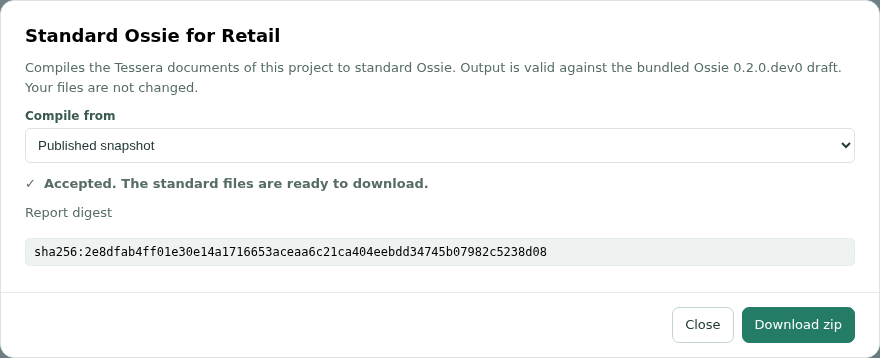 Standard Ossie for Retail
Compiles the Tessera documents of this project to standard Ossie. Output is valid against the bundled Ossie 0.2.0.dev0 draft.
Your files are not changed.
Compile from
Published snapshot
✓ Accepted. The standard files are ready to download.
Report digest
sha256:2e8dfab4ff01e30e14a1716653aceaa6c21ca404eebdd34745b07982c5238d08
Close
Download zip